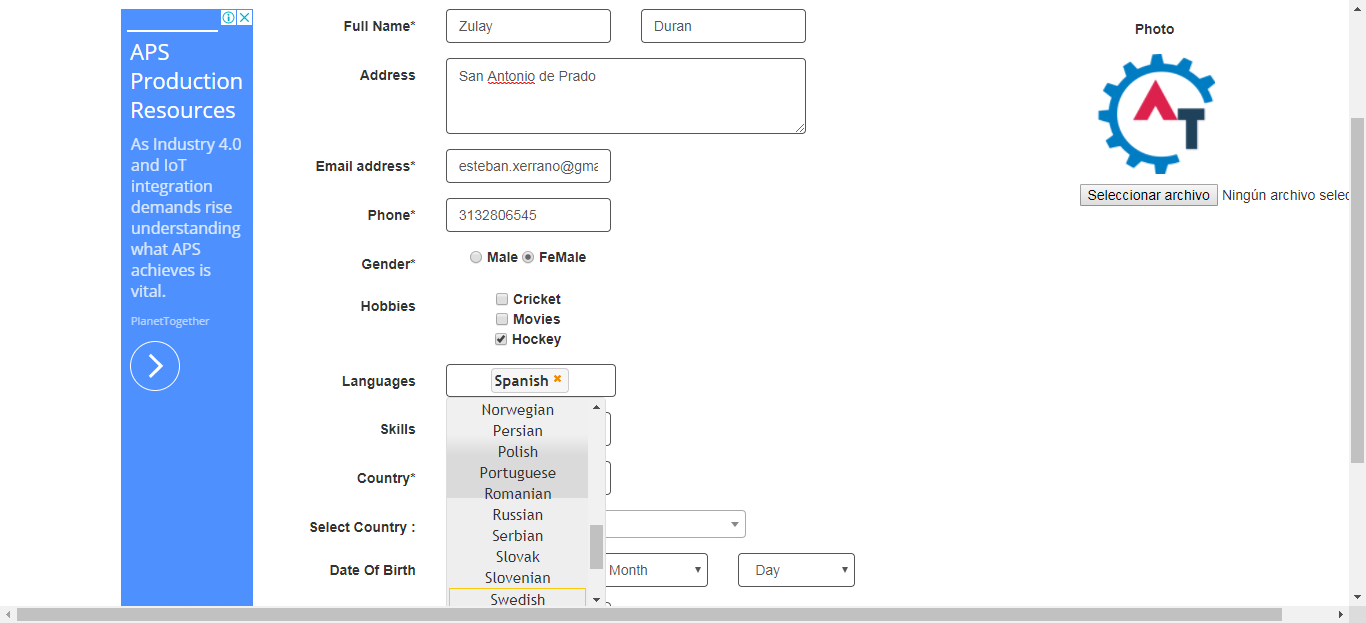 APS
Production
Resources
As Industry 4.0
and IoT
integration
demands rise
understanding
what APS
achieves is
vital.
PlanetTogether
Full Name* Zulay Duran
Address San Antonio de Prado
Email address* esteban.xerrano@gma
Phone* 3132806545
Gender* Male FeMale
Hobbies Cricket
Movies
Hockey
Languages Spanish
Norwegian
Skills
Persian
Polish
Country* Portuguese
Romanian
Select Country : Russian
Serbian
Slovak
Date Of Birth Slovenian Month Day
Swedish
Photo
AT
Seleccionar archivo Ningún archivo selec